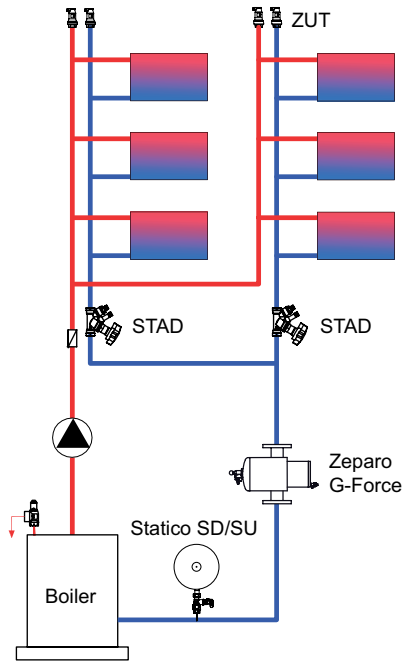 ZUT
STAD
STAD
Zeparo
G-Force
Statico SD/SU
Boiler